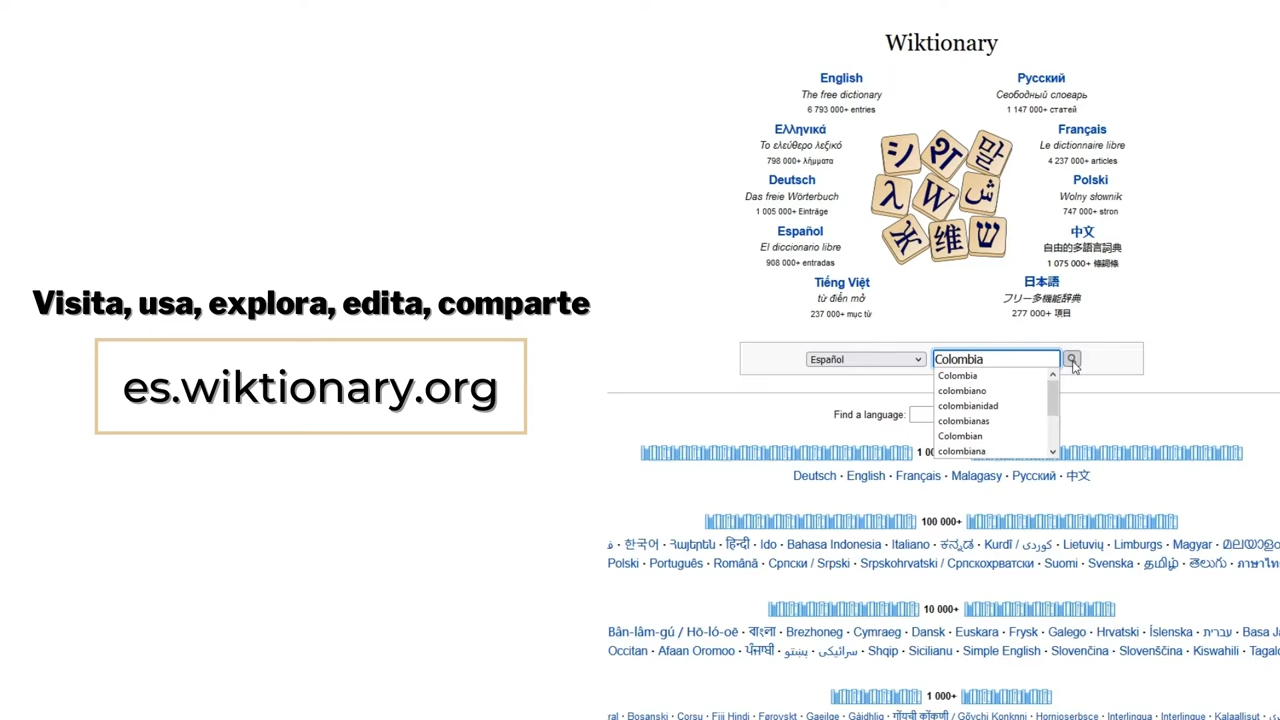 Visita, usa, explora, edita, comparte
es.wiktionary.org
Wiktionary
English
The free dictionary
6 793 000+ entries
Русский
Свободный словарь
1 147 000+ статей
Ελληνικά
Το ελεύθερο λεξικό
798 000+ λήμματα
Français
Le dictionnaire libre
4 237 000+ articles
Deutsch
Das freie Wörterbuch
1 005 000+ Einträge
Polski
Wolny słownik
747 000+ stron
Español
El diccionario libre
908 000+ entradas
中文
自由的多語言詞典
1 075 000+ 條詞條
Tiếng Việt
từ điển mở
237 000+ mục từ
日本語
フリー多機能辞典
277 000+ 項目
シ
말
λ
W
ش
维
ש
Español
Colombia
Colombia
colombiano
colombianidad
colombianas
Colombian
colombiana
Find a language:
Deutsch · English · Français · Malagasy · Русский · 中文
100 000+
한국어 · Հայերեն · हिन्दी · Ido · Bahasa Indonesia · Italiano · ಕನ್ನಡ · Kurdî / كوردی · Lietuvių · Limburgs · Magyar ·
Polski · Português · Română · Српски / Srpski · Srpskohrvatski / Српскохрватски · Suomi · Svenska · தமிழ் · తెలుగు ·
10 000+
Bân-lâm-gú / Hō-ló-oē · বাংলা · Brezhoneg · Cymraeg · Dansk · Euskara · Frysk · Galego · Hrvatski · Íslenska · עברית · Basa
Occitan · Afaan Oromoo · ਪੰਜਾਬੀ · پښتو · سرائیکی · Shqip · Sicilianu · Simple English · Slovenčina · Slovenščina · Kiswahili ·
1 000+
Bosanski · Corsu · Fiji Hindi · Føroyskt · Gaeilge · Gàidhlig · गोंयची कोंकणी / Gõychi Konknni · Hornjoserbsce · Interlingua · Interlingue · Kalaallisut ·